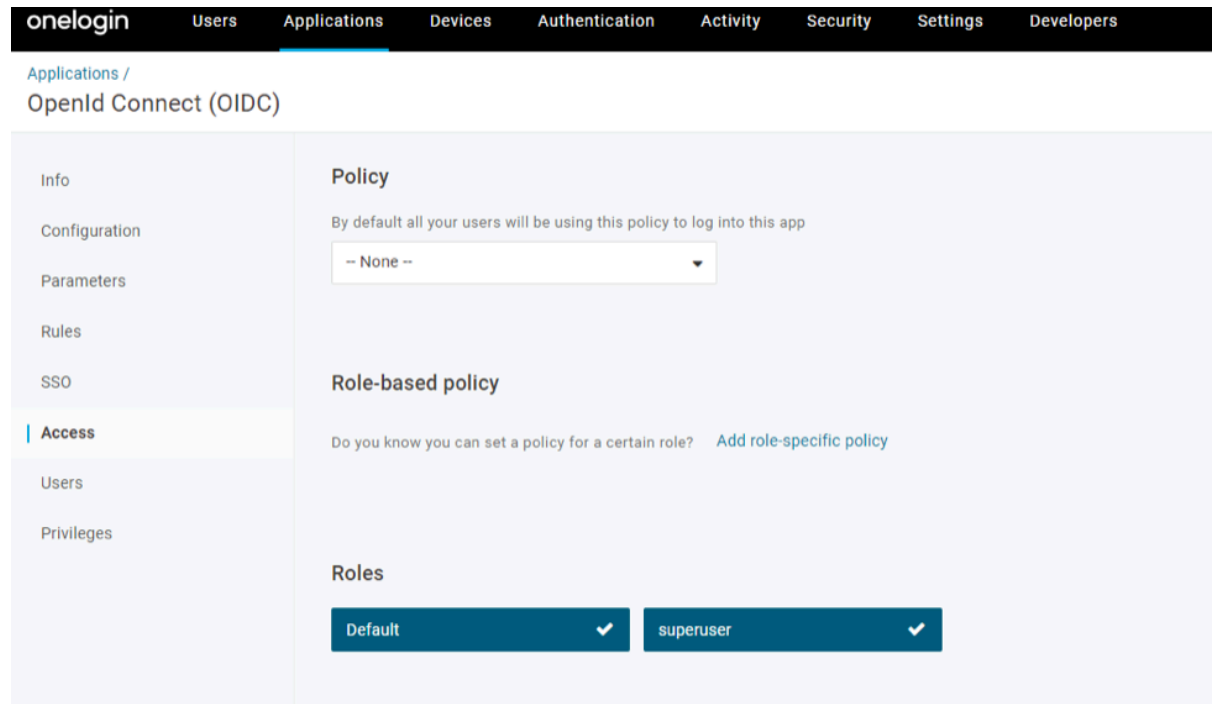 onelogin Users Applications Devices Authentication Activity Security Settings Developers
Applications /
OpenId Connect (OIDC)
Info
Configuration
Parameters
Rules
SSO
Access
Users
Privileges
Policy
By default all your users will be using this policy to log into this app
-- None --
Role-based policy
Do you know you can set a policy for a certain role? Add role-specific policy
Roles
Default superuser